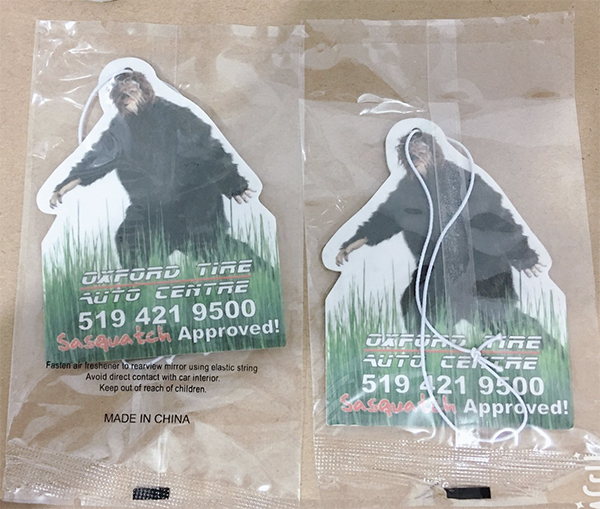 OXFORD TIRE
AUTO CENTRE
519 421 9500
Sasquatch Approved!
Fasten air freshener to rearview mirror using elastic string
Avoid direct contact with car interior.
Keep out of reach of children.
MADE IN CHINA
OXFORD TIRE
AUTO CENTRE
519 421 9500
Sasquatch Approved!